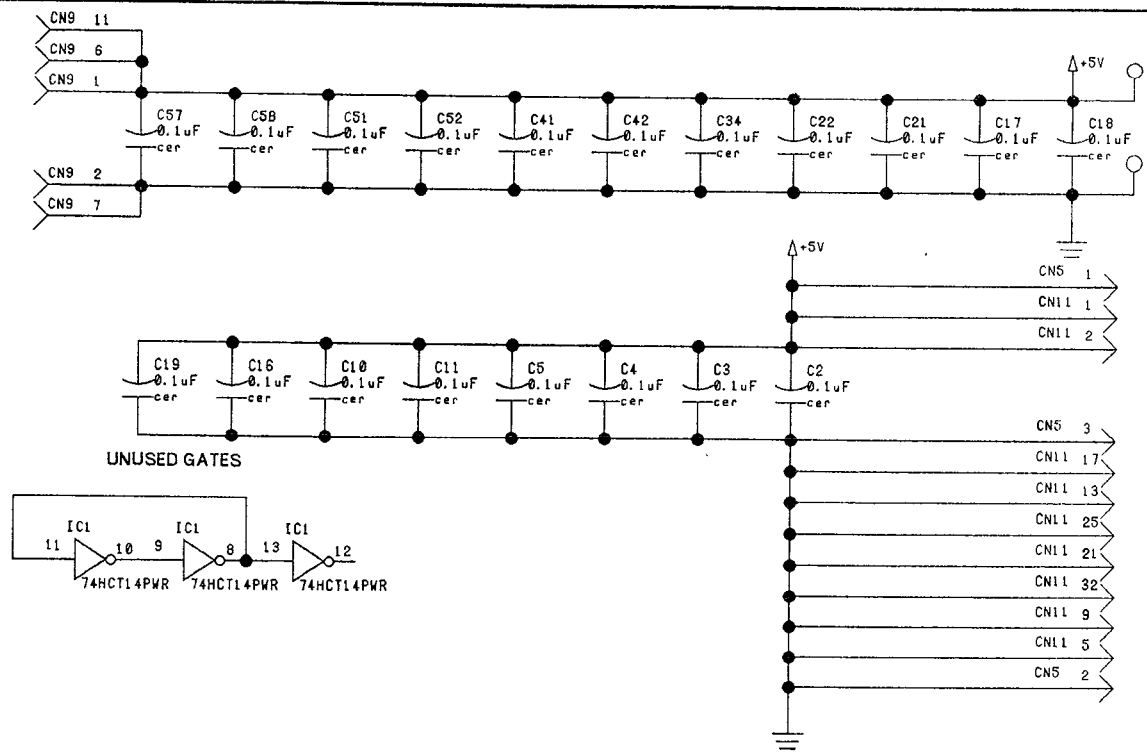 CN9 11
CN9 6
CN9 1
+5V
C57 0.1uF cer
C58 0.1uF cer
C51 0.1uF cer
C52 0.1uF cer
C41 0.1uF cer
C42 0.1uF cer
C34 0.1uF cer
C22 0.1uF cer
C21 0.1uF cer
C17 0.1uF cer
C18 0.1uF cer
CN9 2
CN9 7
+5V
CN5 1
CN11 1
CN11 2
C19 0.1uF cer
C16 0.1uF cer
C10 0.1uF cer
C11 0.1uF cer
C5 0.1uF cer
C4 0.1uF cer
C3 0.1uF cer
C2 0.1uF cer
CN5 3
CN11 17
CN11 13
CN11 25
CN11 21
CN11 32
CN11 9
CN11 5
CN5 2
UNUSED GATES
IC1 IC1 IC1
11 10 9 8 13 12
74HCT14PWR 74HCT14PWR 74HCT14PWR